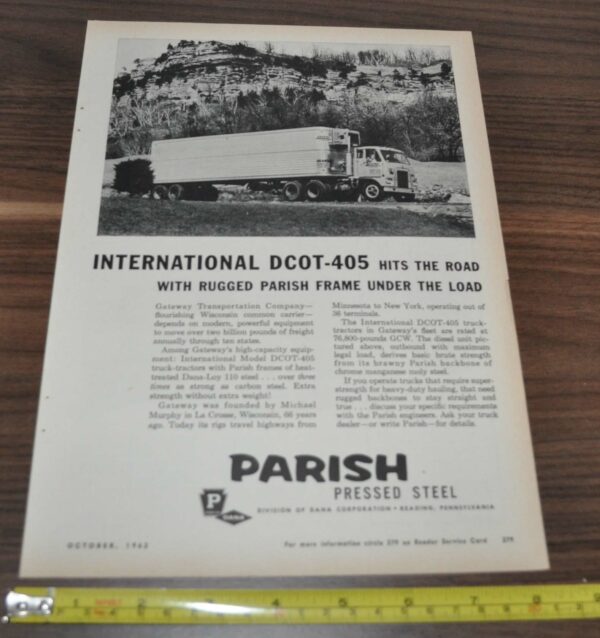 INTERNATIONAL DCOT-405 HITS THE ROAD
WITH RUGGED PARISH FRAME UNDER THE LOAD
Gateway Transportation Company—
flourishing Wisconsin common carrier—
depends on modern, powerful equipment
to move over two billion pounds of freight
annually through ten states.
Among Gateway's high-capacity equip-
ment: International Model DCOT-405
truck-tractors with Parish frames of heat-
treated Dana-Loy 110 steel . . . over three
times as strong as carbon steel. Extra
strength without extra weight!
Gateway was founded by Michael
Murphy in La Crosse, Wisconsin, 66 years
ago. Today its rigs travel highways from
Minnesota to New York, operating out of
36 terminals.
The International DCOT-405 truck-
tractors in Gateway's fleet are rated at
76,800-pounds GCW. The diesel unit pic-
tured above, outbound with maximum
legal load, derives basic brute strength
from its brawny Parish backbone of
chrome manganese moly steel.
If you operate trucks that require super-
strength for heavy-duty hauling, that need
rugged backbones to stay straight and
true . . . discuss your specific requirements
with the Parish engineers. Ask your truck
dealer—or write Parish—for details.
PARISH
PRESSED STEEL
DIVISION OF DANA CORPORATION • READING, PENNSYLVANIA
P
DANA
OCTOBER, 1962
For more information circle 279 on Reader Service Card 279
1 2 3 4 5 6 7 8